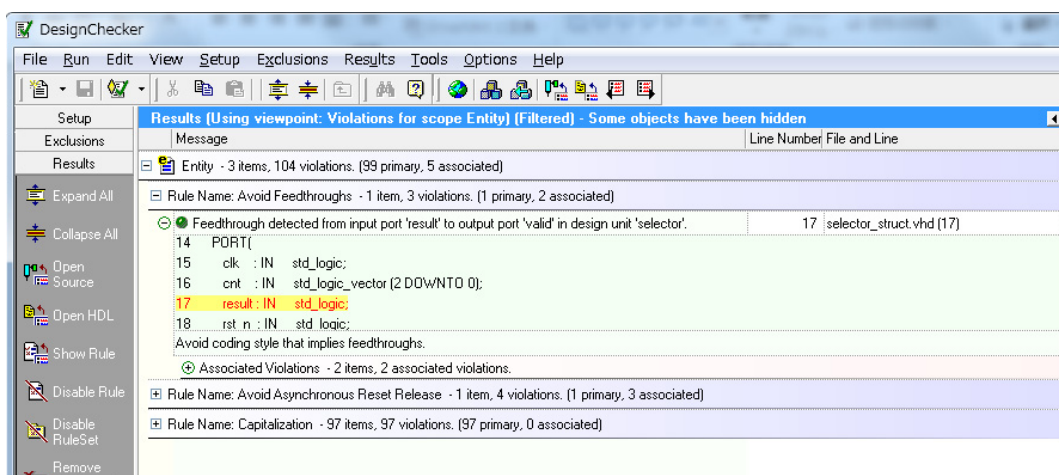 DesignChecker
File Run Edit View Setup Exclusions Results Tools Options Help
Setup
Exclusions
Results
Expand All
Collapse All
Open Source
Open HDL
Show Rule
Disable Rule
Disable RuleSet
Remove
Results (Using viewpoint: Violations for scope Entity) (Filtered) - Some objects have been hidden
Message Line Number File and Line
Entity - 3 items, 104 violations. (99 primary, 5 associated)
Rule Name: Avoid Feedthroughs - 1 item, 3 violations. (1 primary, 2 associated)
Feedthrough detected from input port 'result' to output port 'valid' in design unit 'selector'. 17 selector_struct.vhd (17)
14 PORT(
15 clk : IN std_logic;
16 cnt : IN std_logic_vector (2 DOWNTO 0);
17 result : IN std_logic;
18 rst_n : IN std_logic;
Avoid coding style that implies feedthroughs.
Associated Violations - 2 items, 2 associated violations.
Rule Name: Avoid Asynchronous Reset Release - 1 item, 4 violations. (1 primary, 3 associated)
Rule Name: Capitalization - 97 items, 97 violations. (97 primary, 0 associated)